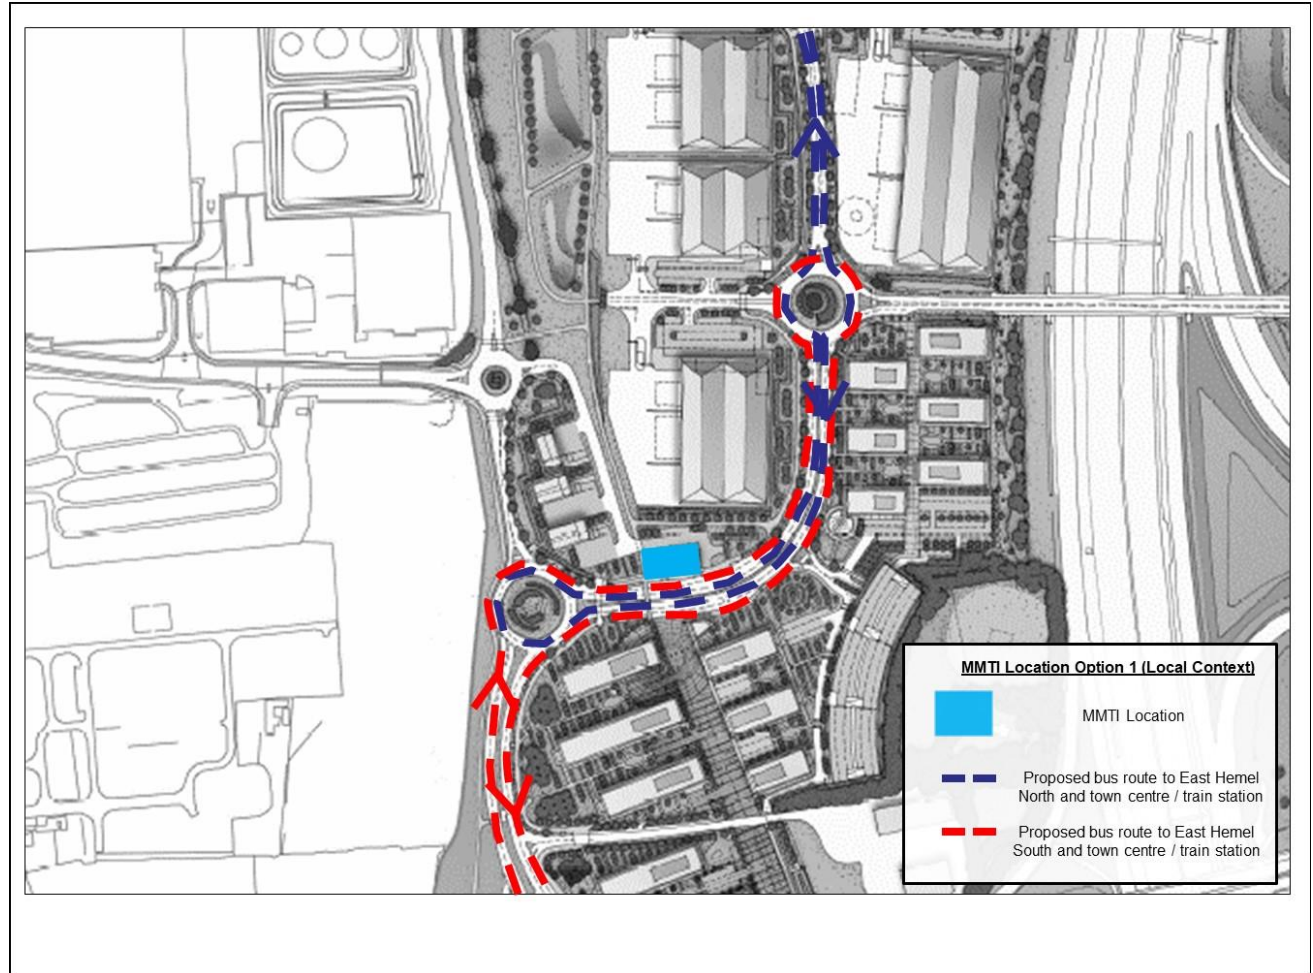 MMTI Location Option 1 (Local Context)
MMTI Location
Proposed bus route to East Hemel
North and town centre / train station
Proposed bus route to East Hemel
South and town centre / train station